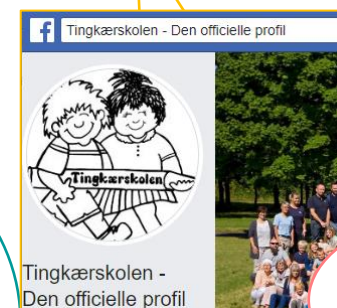 Tingkærskolen - Den officielle profil
Tingkærskolen
Tingkærskolen -
Den officielle profil